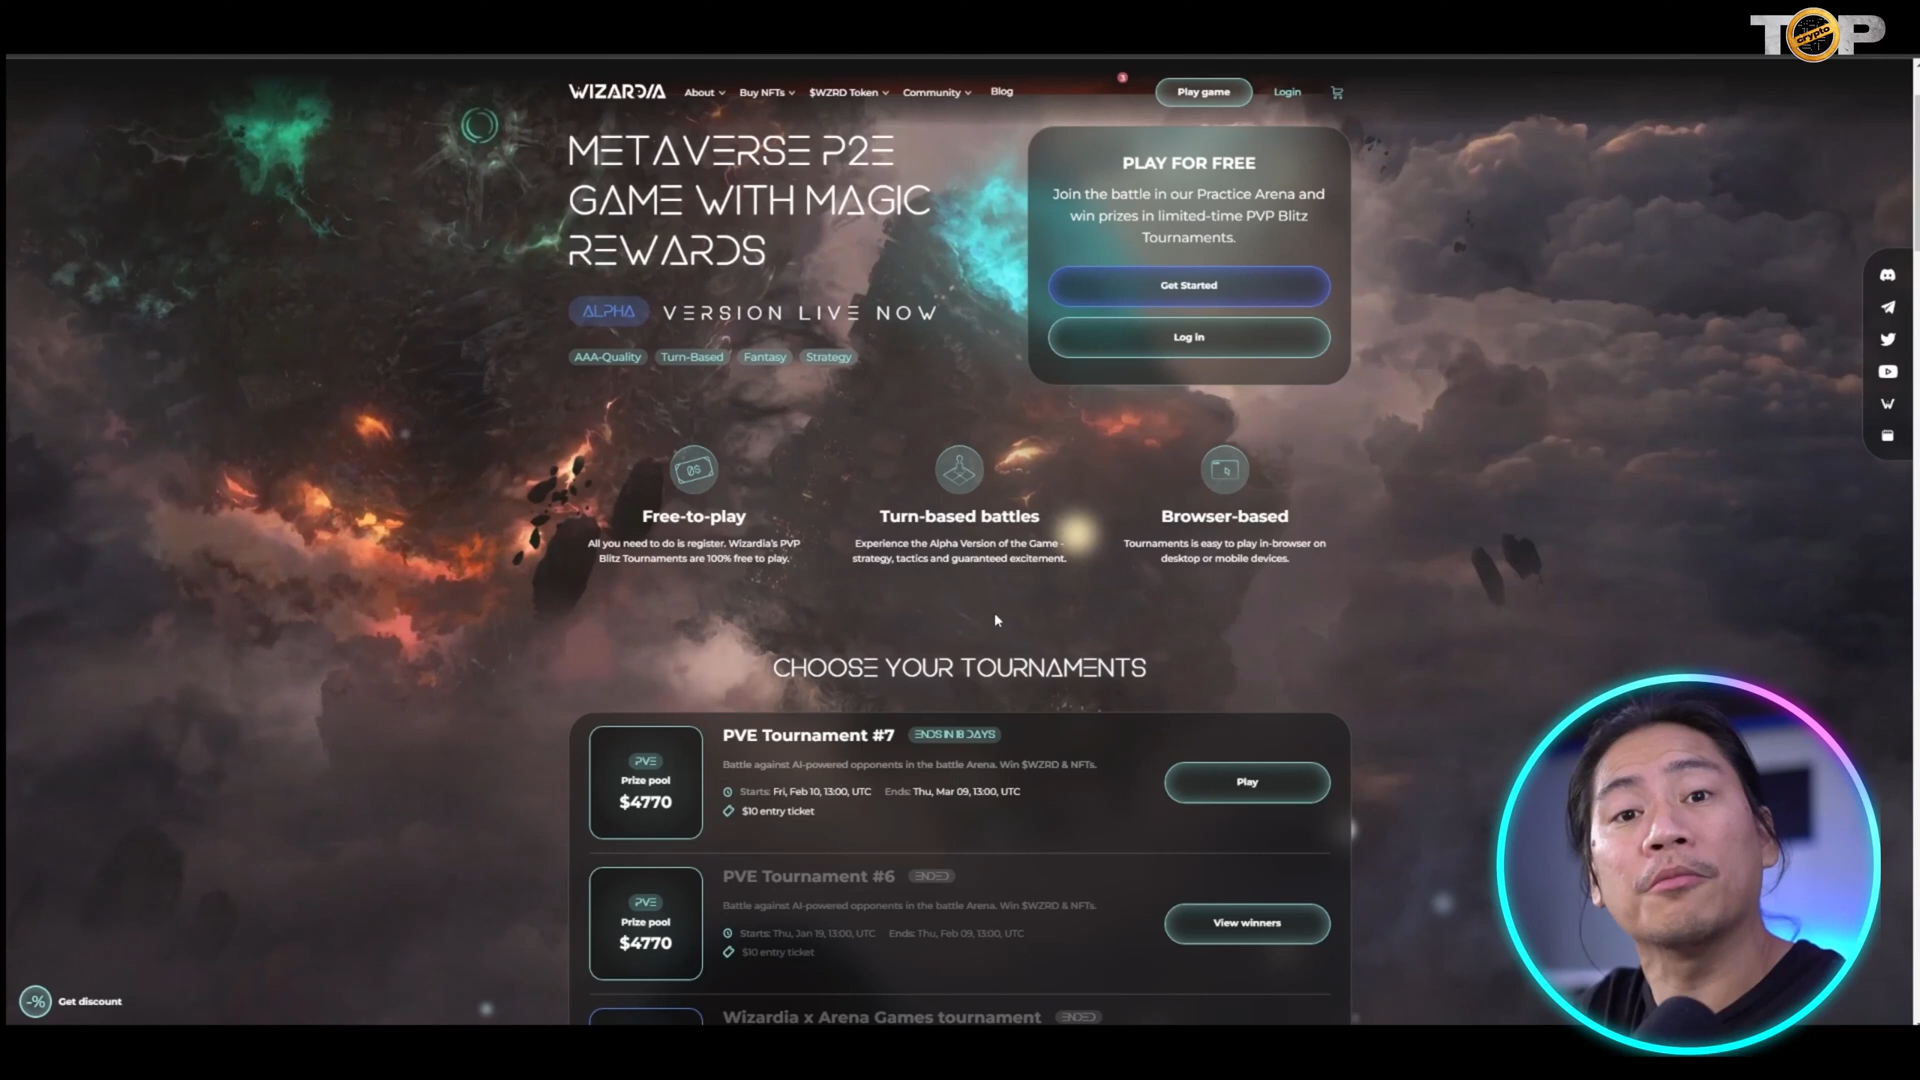 TOP
crypto
WIZARDIA
About
Buy NFTs
$WZRD Token
Community
Blog
3
Play game
Login
METAVERSE P2E
GAME WITH MAGIC
REWARDS
ALPHA
VERSION LIVE NOW
AAA-Quality
Turn-Based
Fantasy
Strategy
PLAY FOR FREE
Join the battle in our Practice Arena and
win prizes in limited-time PVP Blitz
Tournaments.
Get Started
Log in
0$
Free-to-play
All you need to do is register. Wizardia's PVP
Blitz Tournaments are 100% free to play.
Turn-based battles
Experience the Alpha Version of the Game -
strategy, tactics and guaranteed excitement.
Browser-based
Tournaments is easy to play in-browser on
desktop or mobile devices.
CHOOSE YOUR TOURNAMENTS
PVE
Prize pool
$4770
PVE Tournament #7
ENDS IN 18 DAYS
Battle against AI-powered opponents in the battle Arena. Win $WZRD & NFTs.
Starts: Fri, Feb 10, 13:00, UTC Ends: Thu, Mar 09, 13:00, UTC
$10 entry ticket
Play
PVE
Prize pool
$4770
PVE Tournament #6
ENDED
Battle against AI-powered opponents in the battle Arena. Win $WZRD & NFTs.
Starts: Thu, Jan 19, 13:00, UTC Ends: Thu, Feb 09, 13:00, UTC
$10 entry ticket
View winners
Wizardia x Arena Games tournament
ENDED
-%
Get discount